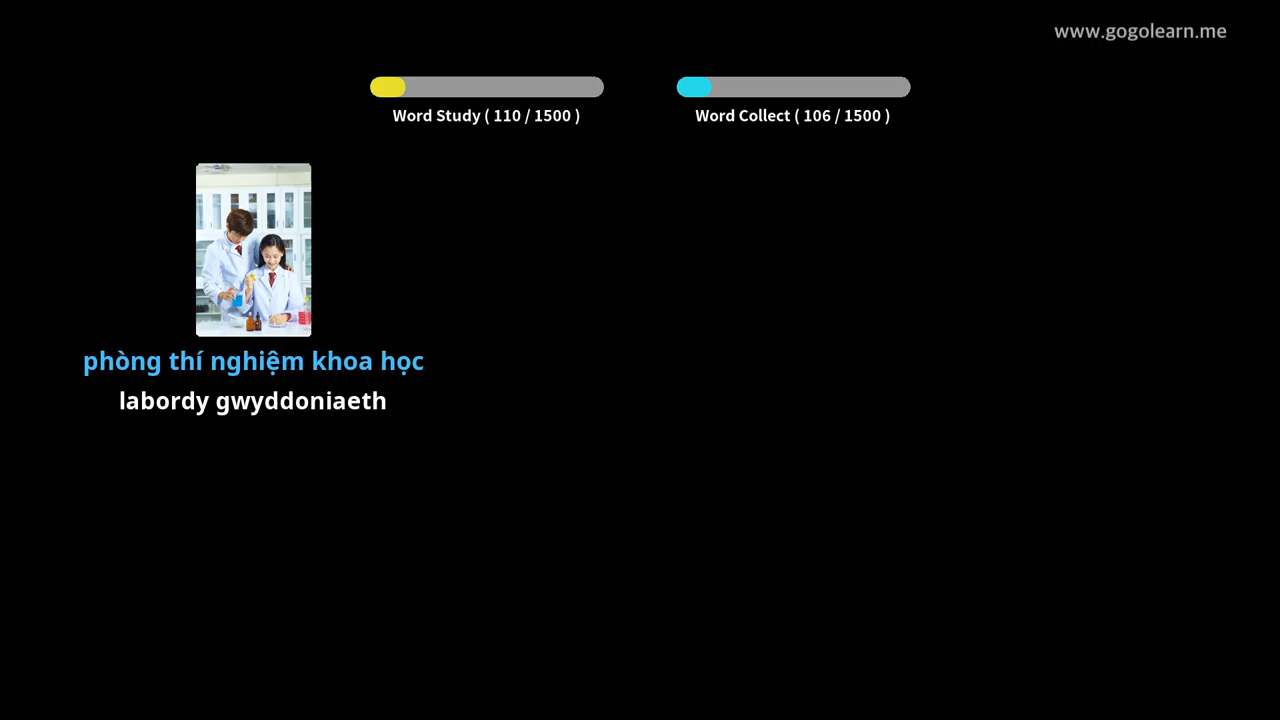 www.gogolearn.me
Word Study ( 110 / 1500 )
Word Collect ( 106 / 1500 )
phòng thí nghiệm khoa học
labordy gwyddoniaeth